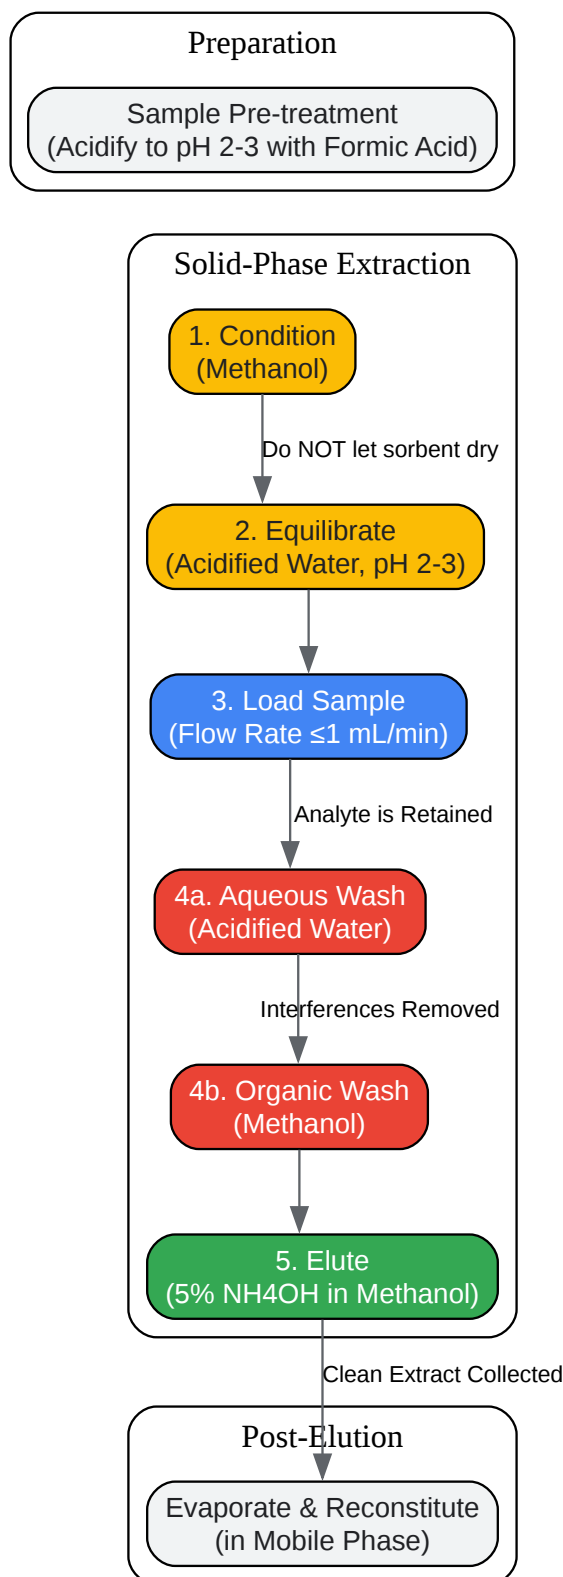 Preparation
Sample Pre-treatment
(Acidify to pH 2-3 with Formic Acid)
Solid-Phase Extraction
1. Condition
(Methanol)
Do NOT let sorbent dry
2. Equilibrate
(Acidified Water, pH 2-3)
3. Load Sample
(Flow Rate ≤1 mL/min)
Analyte is Retained
4a. Aqueous Wash
(Acidified Water)
Interferences Removed
4b. Organic Wash
(Methanol)
5. Elute
(5% NH4OH in Methanol)
Clean Extract Collected
Post-Elution
Evaporate & Reconstitute
(in Mobile Phase)